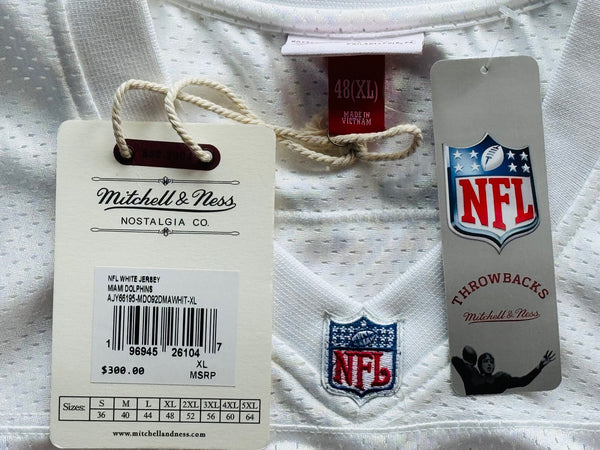 48(XL)
MADE IN
VIETNAM
Mitchell & Ness
NOSTALGIA CO.
NFL WHITE JERSEY
MIAMI DOLPHINS
AJY66195-MDO92DMAWHIT-XL
1 96945 26104 7
XL
$300.00
MSRP
Sizes: S M L XL 2XL 3XL 4XL 5XL
36 40 44 48 52 56 60 64
www.mitchellandness.com
NFL
THROWBACKS
Mitchell & Ness
NFL